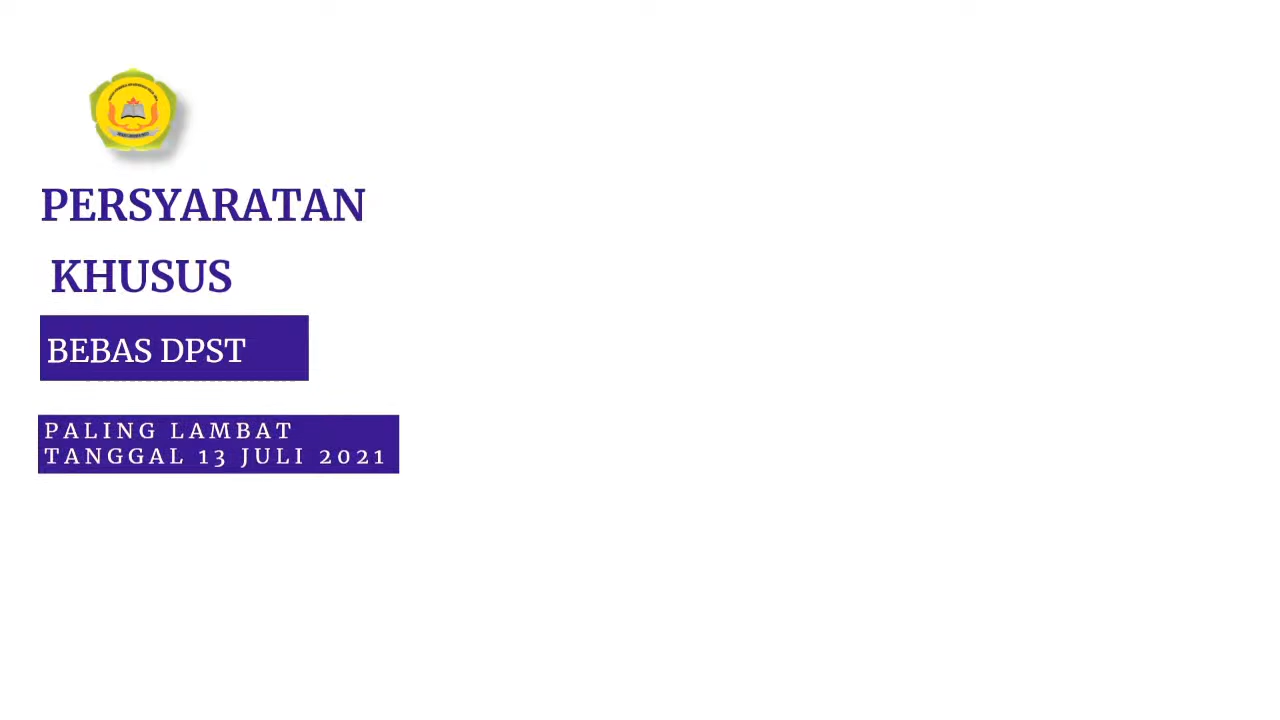 PERSYARATAN
KHUSUS
BEBAS DPST
PALING LAMBAT
TANGGAL 13 JULI 2021